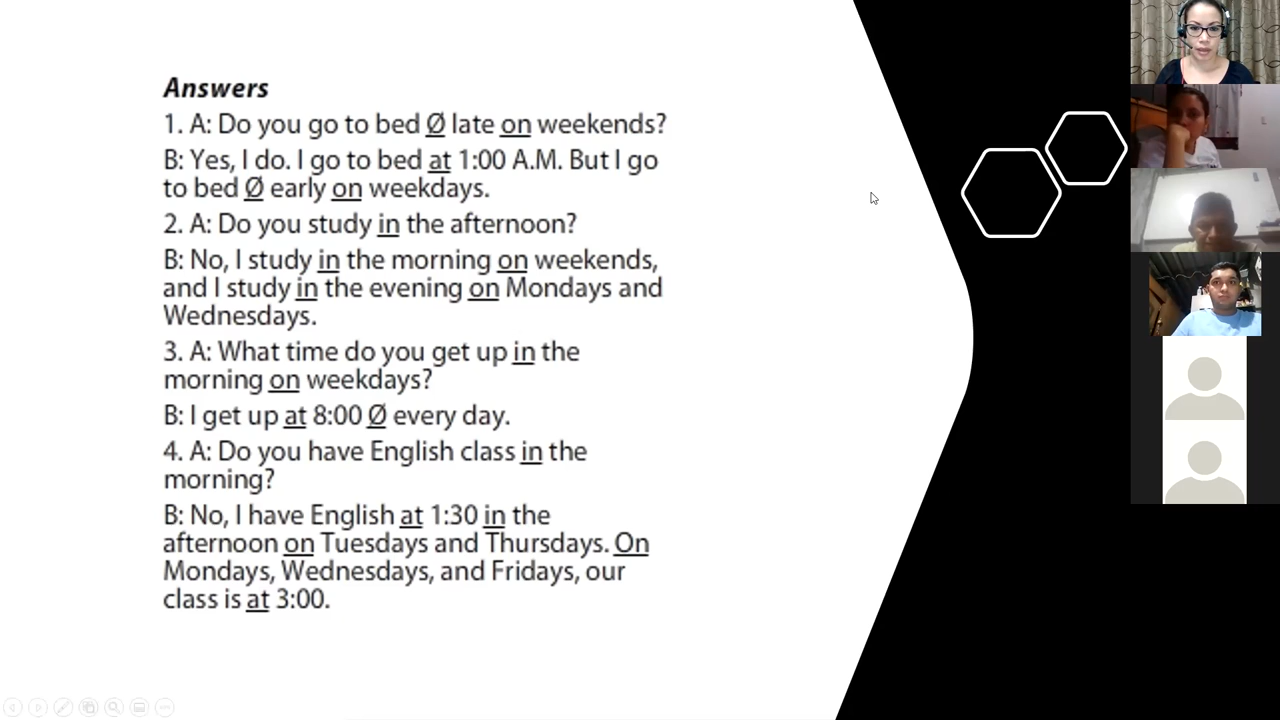 Answers
1. A: Do you go to bed Ø late on weekends?
B: Yes, I do. I go to bed at 1:00 A.M. But I go
to bed Ø early on weekdays.
2. A: Do you study in the afternoon?
B: No, I study in the morning on weekends,
and I study in the evening on Mondays and
Wednesdays.
3. A: What time do you get up in the
morning on weekdays?
B: I get up at 8:00 Ø every day.
4. A: Do you have English class in the
morning?
B: No, I have English at 1:30 in the
afternoon on Tuesdays and Thursdays. On
Mondays, Wednesdays, and Fridays, our
class is at 3:00.